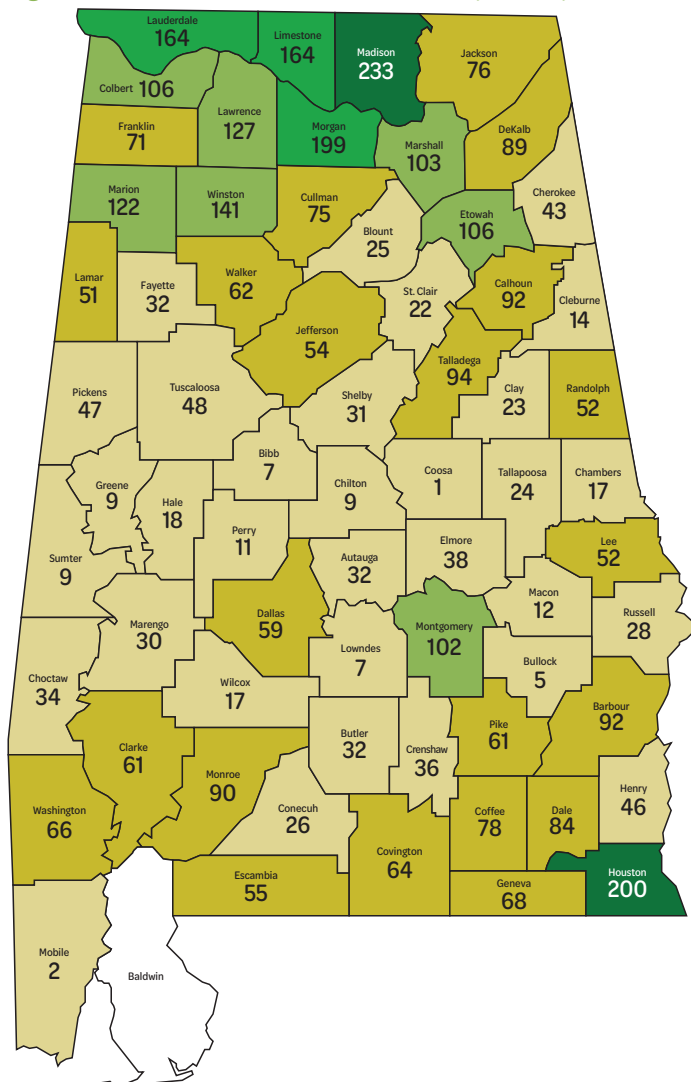 Lauderdale
164
Limestone
164
Madison
233
Jackson
76
Colbert 106
Lawrence
127
Franklin
71
Morgan
199
Marshall
103
DeKalb
89
Cherokee
43
Marion
122
Winston
141
Cullman
75
Blount
25
Etowah
106
Lamar
51
Fayette
32
Walker
62
St. Clair
22
Calhoun
92
Cleburne
14
Jefferson
54
Talladega
94
Pickens
47
Tuscaloosa
48
Shelby
31
Clay
23
Randolph
52
Bibb
7
Greene
9
Hale
18
Chilton
9
Coosa
1
Tallapoosa
24
Chambers
17
Perry
11
Sumter
9
Autauga
32
Elmore
38
Lee
52
Macon
12
Russell
28
Marengo
30
Dallas
59
Montgomery
102
Lowndes
7
Bullock
5
Choctaw
34
Wilcox
17
Barbour
92
Clarke
61
Butler
32
Crenshaw
36
Pike
61
Monroe
90
Washington
66
Conecuh
26
Coffee
78
Dale
84
Henry
46
Covington
64
Escambia
55
Geneva
68
Houston
200
Mobile
2
Baldwin